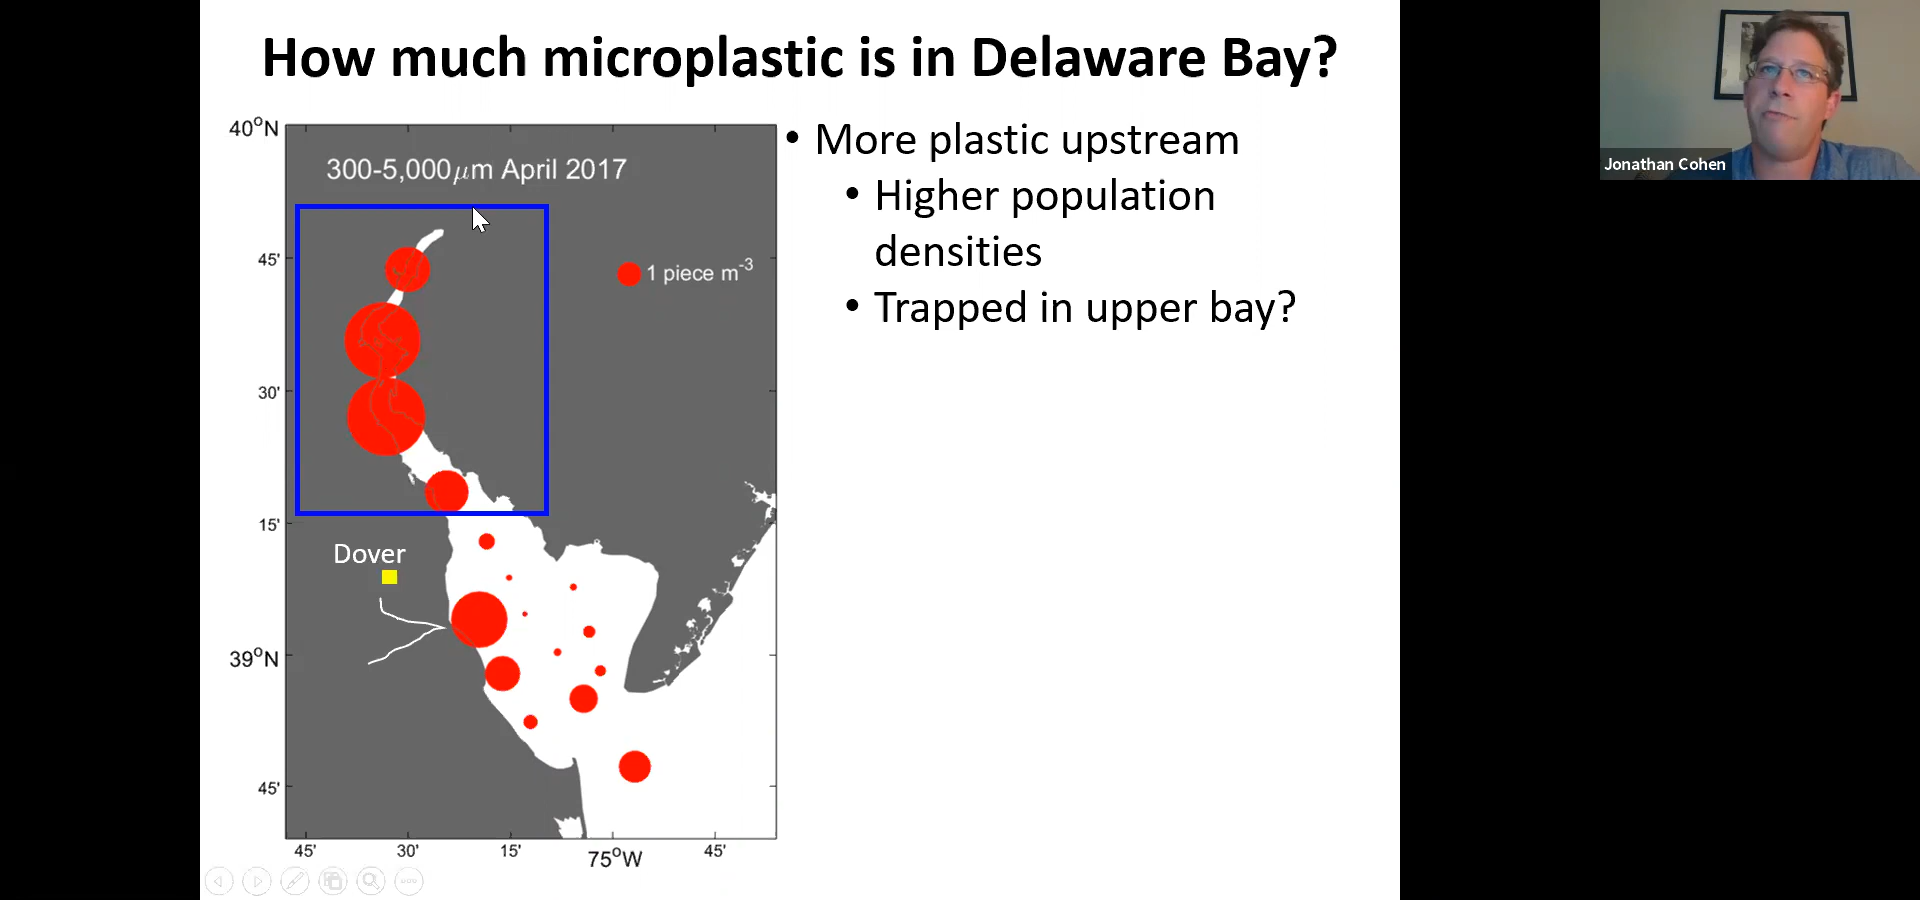 How much microplastic is in Delaware Bay?
Jonathan Cohen
• More plastic upstream
• Higher population
densities
• Trapped in upper bay?
40°N
300-5,000μm April 2017
45'
1 piece m⁻³
30'
15'
Dover
39°N
45'
45' 30' 15' 75°W 45'